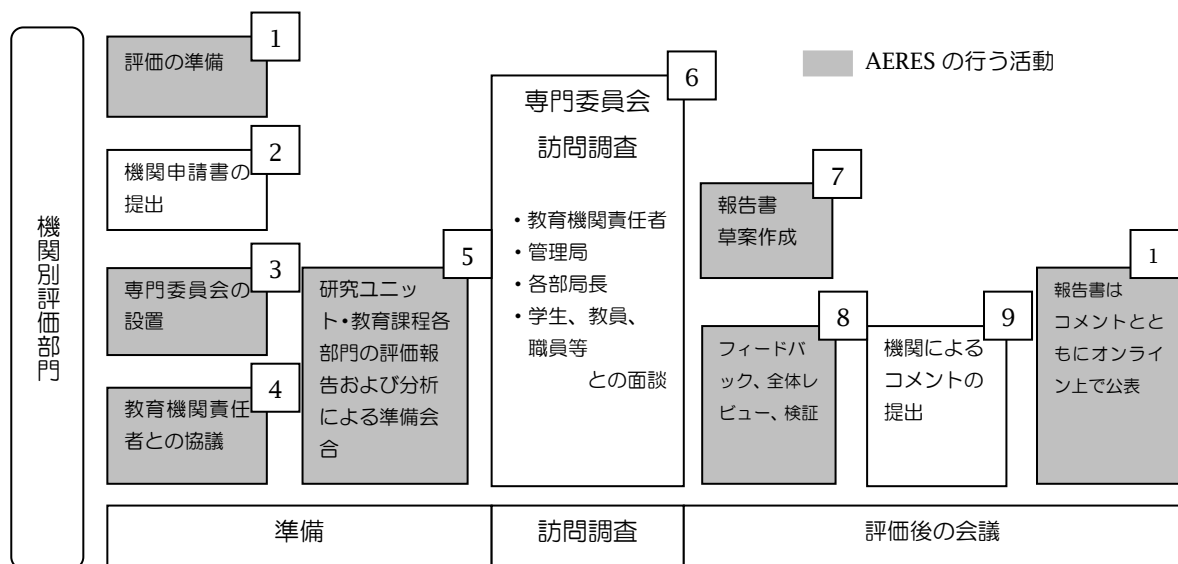 機関別評価部門
1
評価の準備
2
機関申請書の
提出
3
専門委員会の
設置
4
教育機関責任
者との協議
5
研究ユニッ
ト・教育課程各
部門の評価報
告および分析
による準備会
合
6
専門委員会
訪問調査
・教育機関責任者
・管理局
・各部局長
・学生、教員、
職員等
との面談
AERES の行う活動
7
報告書
草案作成
8
フィードバ
ック、全体レ
ビュー、検証
9
機関による
コメントの
提出
1
報告書は
コメントとと
もにオンライ
ン上で公表
準備
訪問調査
評価後の会議